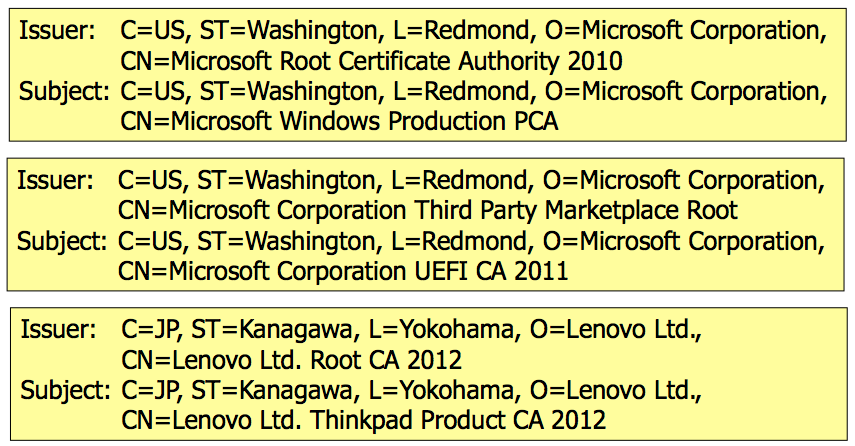 Issuer: C=US, ST=Washington, L=Redmond, O=Microsoft Corporation,
CN=Microsoft Root Certificate Authority 2010
Subject: C=US, ST=Washington, L=Redmond, O=Microsoft Corporation,
CN=Microsoft Windows Production PCA
Issuer: C=US, ST=Washington, L=Redmond, O=Microsoft Corporation,
CN=Microsoft Corporation Third Party Marketplace Root
Subject: C=US, ST=Washington, L=Redmond, O=Microsoft Corporation,
CN=Microsoft Corporation UEFI CA 2011
Issuer: C=JP, ST=Kanagawa, L=Yokohama, O=Lenovo Ltd.,
CN=Lenovo Ltd. Root CA 2012
Subject: C=JP, ST=Kanagawa, L=Yokohama, O=Lenovo Ltd.,
CN=Lenovo Ltd. Thinkpad Product CA 2012